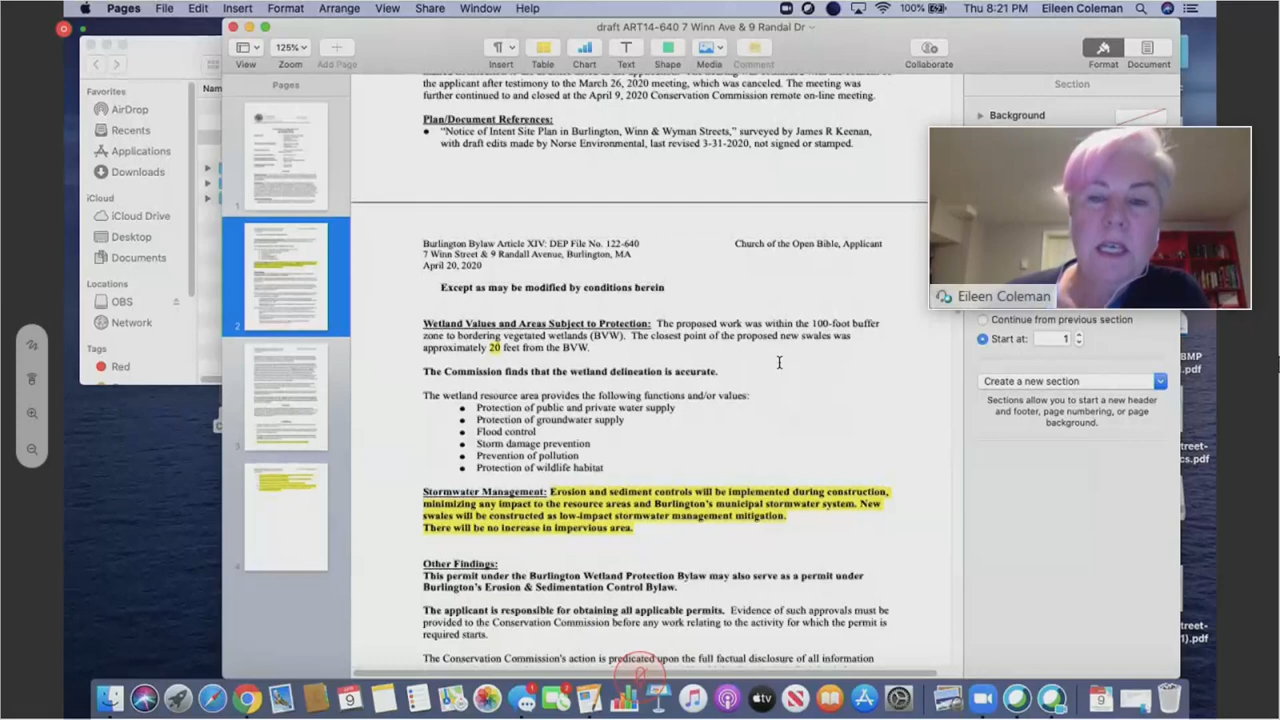 Pages File Edit Insert Format Arrange View Share Window Help
100% Thu 8:21 PM Eileen Coleman
draft ART14-640 7 Winn Ave & 9 Randal Dr
125%
View Zoom Add Page Insert Table Chart Text Shape Media Comment Collaborate Format Document
Favorites
AirDrop
Recents
Applications
Downloads
iCloud
iCloud Drive
Desktop
Documents
Locations
OBS
Network
Tags
Red
Nam
Pages
1
2
3
4
the applicant after testimony to the March 26, 2020 meeting, which was canceled. The meeting was
further continued to and closed at the April 9, 2020 Conservation Commission remote on-line meeting.
Plan/Document References:
● “Notice of Intent Site Plan in Burlington, Winn & Wyman Streets,” surveyed by James R Keenan,
with draft edits made by Norse Environmental, last revised 3-31-2020, not signed or stamped.
Burlington Bylaw Article XIV: DEP File No. 122-640 Church of the Open Bible, Applicant
7 Winn Street & 9 Randall Avenue, Burlington, MA
April 20, 2020
Except as may be modified by conditions herein
Wetland Values and Areas Subject to Protection: The proposed work was within the 100-foot buffer
zone to bordering vegetated wetlands (BVW). The closest point of the proposed new swales was
approximately 20 feet from the BVW.
The Commission finds that the wetland delineation is accurate.
The wetland resource area provides the following functions and/or values:
● Protection of public and private water supply
● Protection of groundwater supply
● Flood control
● Storm damage prevention
● Prevention of pollution
● Protection of wildlife habitat
Stormwater Management: Erosion and sediment controls will be implemented during construction,
minimizing any impact to the resource areas and Burlington’s municipal stormwater system. New
swales will be constructed as low-impact stormwater management mitigation.
There will be no increase in impervious area.
Other Findings:
This permit under the Burlington Wetland Protection Bylaw may also serve as a permit under
Burlington’s Erosion & Sedimentation Control Bylaw.
The applicant is responsible for obtaining all applicable permits. Evidence of such approvals must be
provided to the Conservation Commission before any work relating to the activity for which the permit is
required starts.
The Conservation Commission’s action is predicated upon the full factual disclosure of all information
Section
Background
Eileen Coleman
Continue from previous section
Start at: 1
Create a new section
Sections allow you to start a new
header and footer, page numbering, or page
background.
BMP
.pdf
treet-
cs.pdf
treet-
1).pdf
9
tv
9